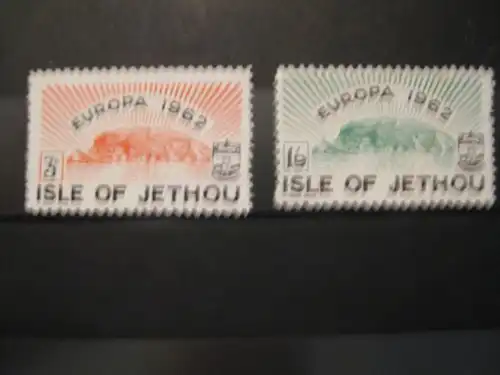 EUROPA 1962
ISLE OF JETHOU
EUROPA 1962
ISLE OF JETHOU